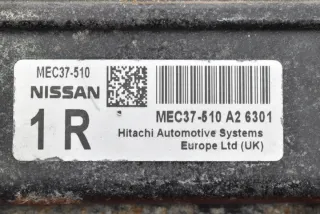 MEC37-510
NISSAN
1 R
MEC37-510 A2 6301
Hitachi Automotive Systems
Europe Ltd (UK)